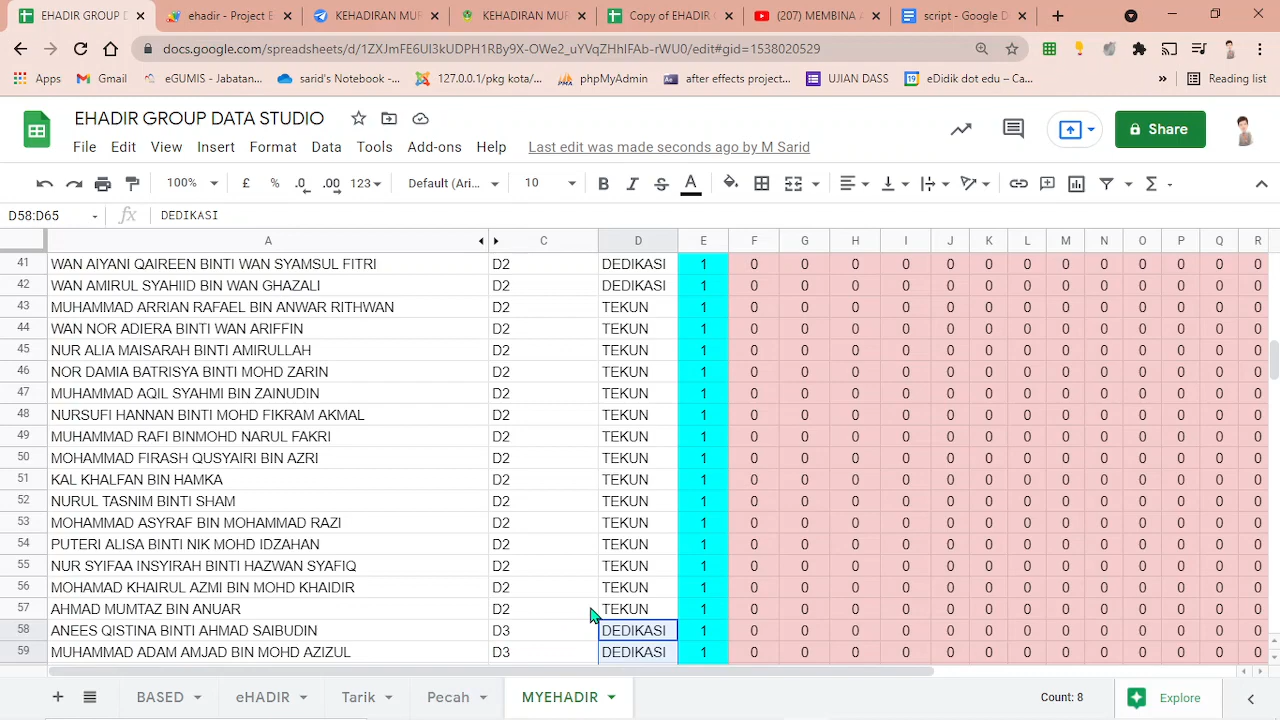 EHADIR GROUP D
ehadir - Project E
KEHADIRAN MUR
KEHADIRAN MUR
Copy of EHADIR G
(207) MEMBINA A
script - Google D
docs.google.com/spreadsheets/d/
Apps
Gmail
eGUMIS - Jabatan...
sarid's Notebook -...
127.0.0.1/pkg kota/...
phpMyAdmin
after effects project...
UJIAN DASS
eDidik dot edu – Ca...
»
Reading list
EHADIR GROUP DATA STUDIO
File Edit View Insert Format Data Tools Add-ons Help Last edit was made seconds ago by M Sarid
Share
100% £ % .0 .00 123 Default (Ari... 10 B I S A Σ
D58:D65 fx DEDIKASI
A C D E F G H I J K L M N O P Q R
41 WAN AIYANI QAIREEN BINTI WAN SYAMSUL FITRI D2 DEDIKASI 1 0 0 0 0 0 0 0 0 0 0 0 0 0
42 WAN AMIRUL SYAHIID BIN WAN GHAZALI D2 DEDIKASI 1 0 0 0 0 0 0 0 0 0 0 0 0 0
43 MUHAMMAD ARRIAN RAFAEL BIN ANWAR RITHWAN D2 TEKUN 1 0 0 0 0 0 0 0 0 0 0 0 0 0
44 WAN NOR ADIERA BINTI WAN ARIFFIN D2 TEKUN 1 0 0 0 0 0 0 0 0 0 0 0 0 0
45 NUR ALIA MAISARAH BINTI AMIRULLAH D2 TEKUN 1 0 0 0 0 0 0 0 0 0 0 0 0 0
46 NOR DAMIA BATRISYA BINTI MOHD ZARIN D2 TEKUN 1 0 0 0 0 0 0 0 0 0 0 0 0 0
47 MUHAMMAD AQIL SYAHMI BIN ZAINUDIN D2 TEKUN 1 0 0 0 0 0 0 0 0 0 0 0 0 0
48 NURSUFI HANNAN BINTI MOHD FIKRAM AKMAL D2 TEKUN 1 0 0 0 0 0 0 0 0 0 0 0 0 0
49 MUHAMMAD RAFI BINMOHD NARUL FAKRI D2 TEKUN 1 0 0 0 0 0 0 0 0 0 0 0 0 0
50 MOHAMMAD FIRASH QUSYAIRI BIN AZRI D2 TEKUN 1 0 0 0 0 0 0 0 0 0 0 0 0 0
51 KAL KHALFAN BIN HAMKA D2 TEKUN 1 0 0 0 0 0 0 0 0 0 0 0 0 0
52 NURUL TASNIM BINTI SHAM D2 TEKUN 1 0 0 0 0 0 0 0 0 0 0 0 0 0
53 MOHAMMAD ASYRAF BIN MOHAMMAD RAZI D2 TEKUN 1 0 0 0 0 0 0 0 0 0 0 0 0 0
54 PUTERI ALISA BINTI NIK MOHD IDZAHAN D2 TEKUN 1 0 0 0 0 0 0 0 0 0 0 0 0 0
55 NUR SYIFAA INSYIRAH BINTI HAZWAN SYAFIQ D2 TEKUN 1 0 0 0 0 0 0 0 0 0 0 0 0 0
56 MOHAMAD KHAIRUL AZMI BIN MOHD KHAIDIR D2 TEKUN 1 0 0 0 0 0 0 0 0 0 0 0 0 0
57 AHMAD MUMTAZ BIN ANUAR D2 TEKUN 1 0 0 0 0 0 0 0 0 0 0 0 0 0
58 ANEES QISTINA BINTI AHMAD SAIBUDIN D3 DEDIKASI 1 0 0 0 0 0 0 0 0 0 0 0 0 0
59 MUHAMMAD ADAM AMJAD BIN MOHD AZIZUL D3 DEDIKASI 1 0 0 0 0 0 0 0 0 0 0 0 0 0
BASED eHADIR Tarik Pecah MYEHADIR Count: 8 Explore